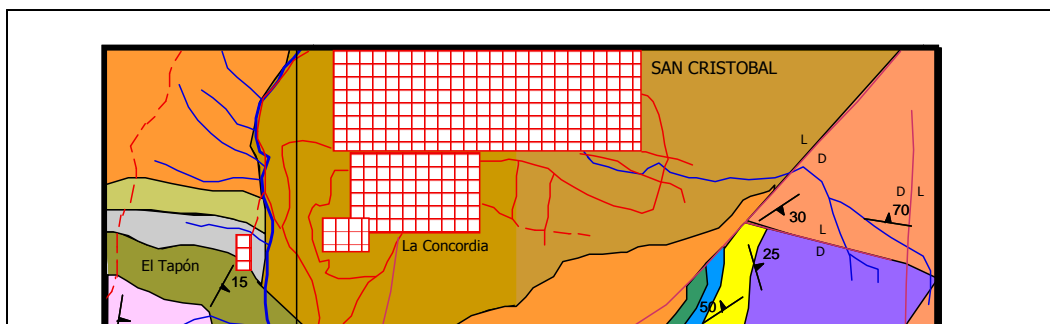 SAN CRISTOBAL
L
D
D L
30
70
La Concordia
L
D
25
El Tapón
15
50